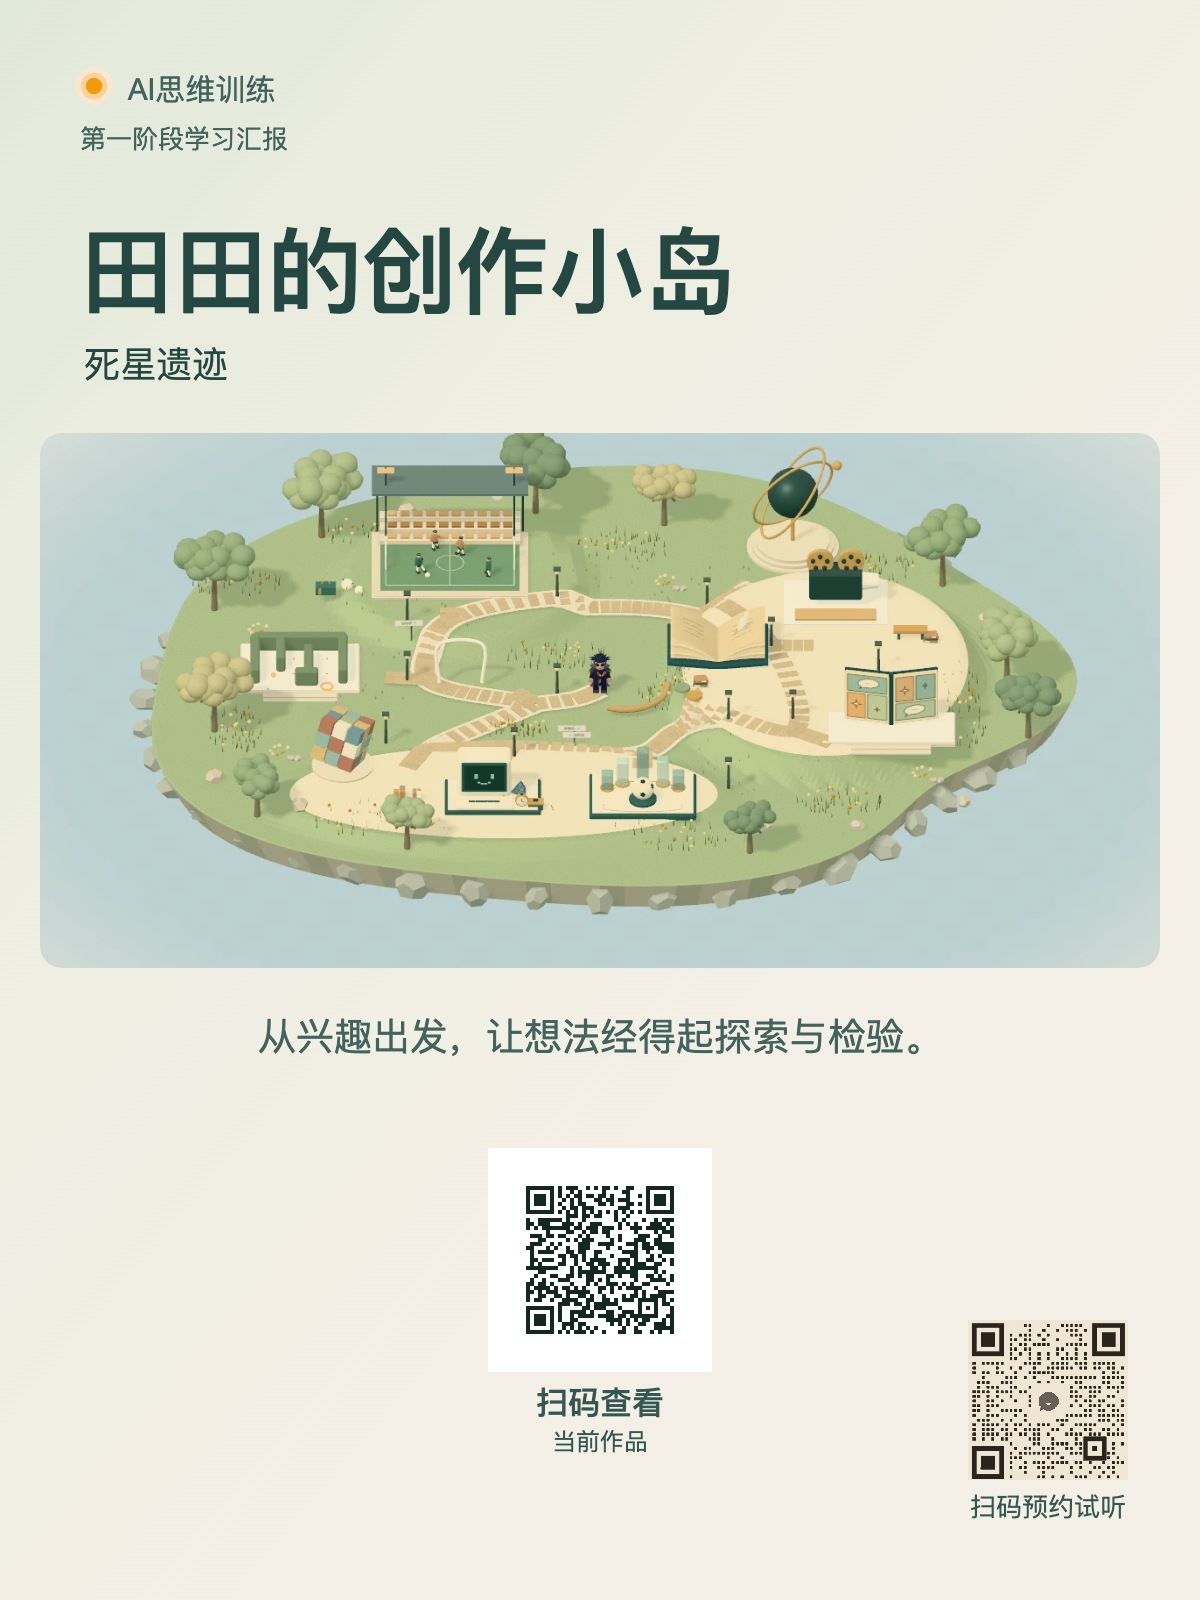 AI思维训练
第一阶段学习汇报
田田的创作小岛
死星遗迹
从兴趣出发，让想法经得起探索与检验。
扫码查看
当前作品
扫码预约试听